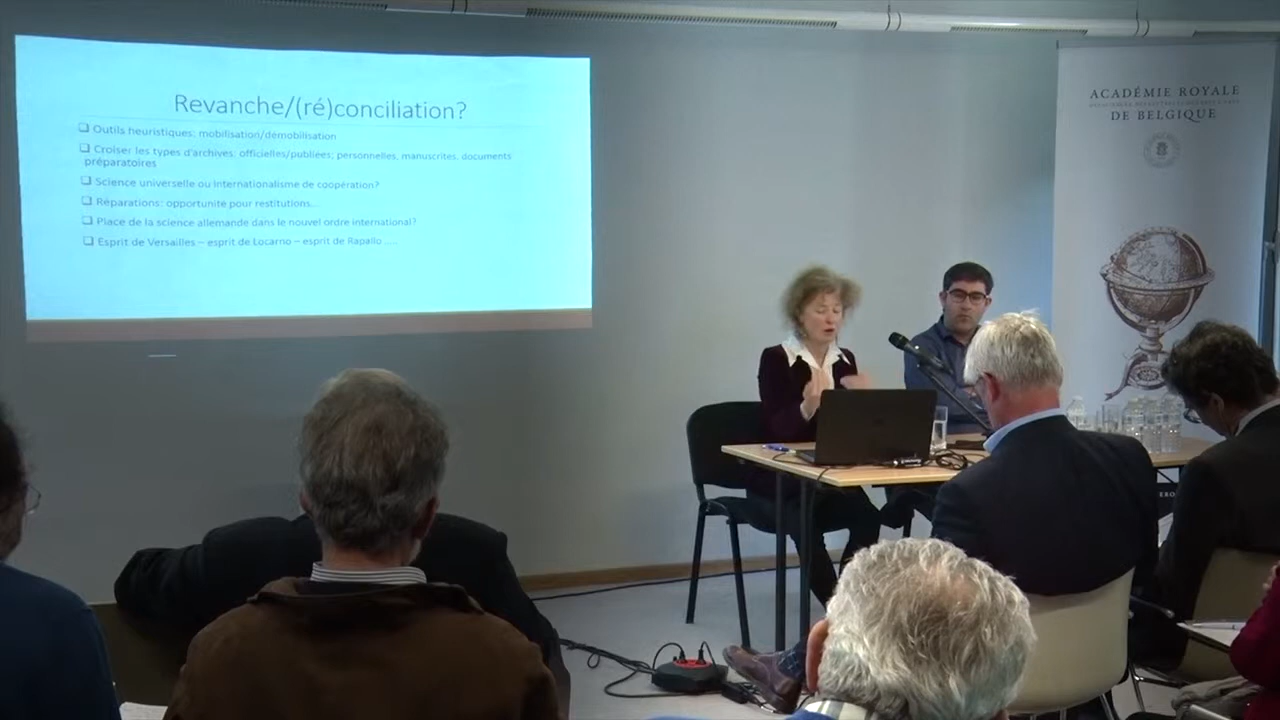 Revanche/(ré)conciliation?
❑ Outils heuristiques: mobilisation/démobilisation
❑ Croiser les types d'archives: officielles/publiées; personnelles, manuscrites, documents
préparatoires
❑ Science universelle ou internationalisme de coopération?
❑ Réparations: opportunité pour restitutions...
❑ Place de la science allemande dans le nouvel ordre international?
❑ Esprit de Versailles – esprit de Locarno – esprit de Rapallo .....
ACADÉMIE ROYALE
DE BELGIQUE